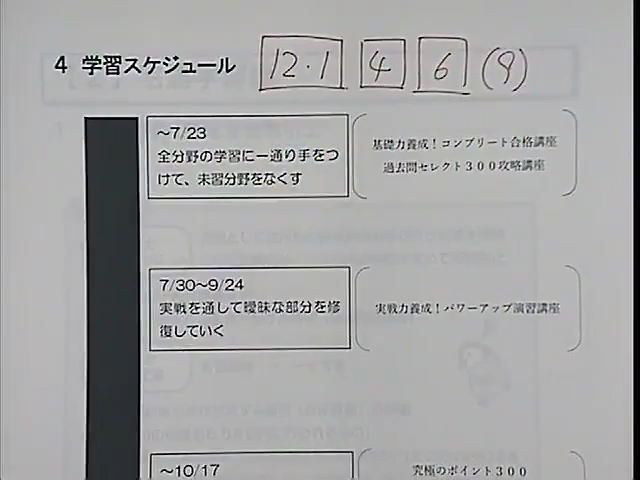 4 学習スケジュール 12・1 4 6 (9)
～7/23
全分野の学習に一通り手をつ
けて、未習分野をなくす
基礎力養成！コンプリート合格講座
過去問セレクト３００攻略講座
7/30～9/24
実戦を通して曖昧な部分を修
復していく
実戦力養成！パワーアップ演習講座
～10/17
究極のポイント３００